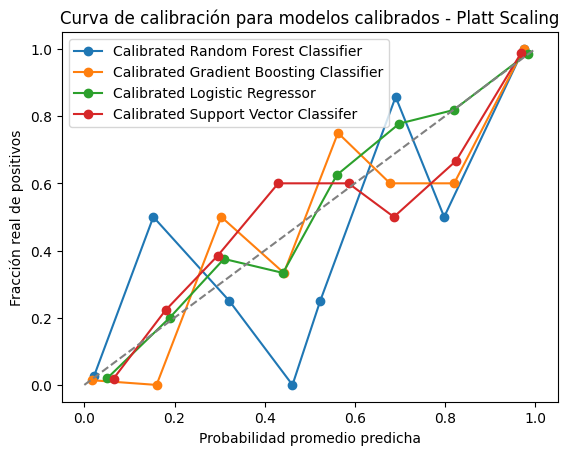 Curva de calibración para modelos calibrados - Platt Scaling
Calibrated Random Forest Classifier
Calibrated Gradient Boosting Classifier
Calibrated Logistic Regressor
Calibrated Support Vector Classifer
Fracción real de positivos
1.0
0.8
0.6
0.4
0.2
0.0
0.0 0.2 0.4 0.6 0.8 1.0
Probabilidad promedio predicha